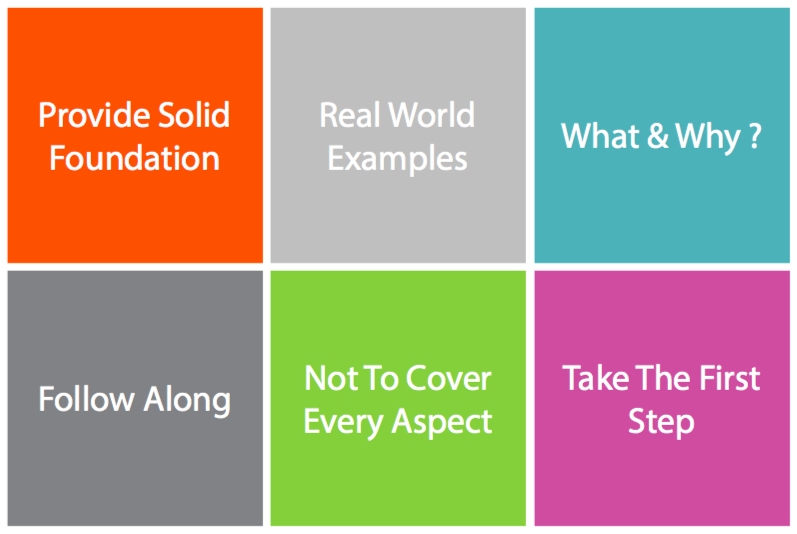 Provide Solid
Foundation
Real World
Examples
What & Why ?
Follow Along
Not To Cover
Every Aspect
Take The First
Step